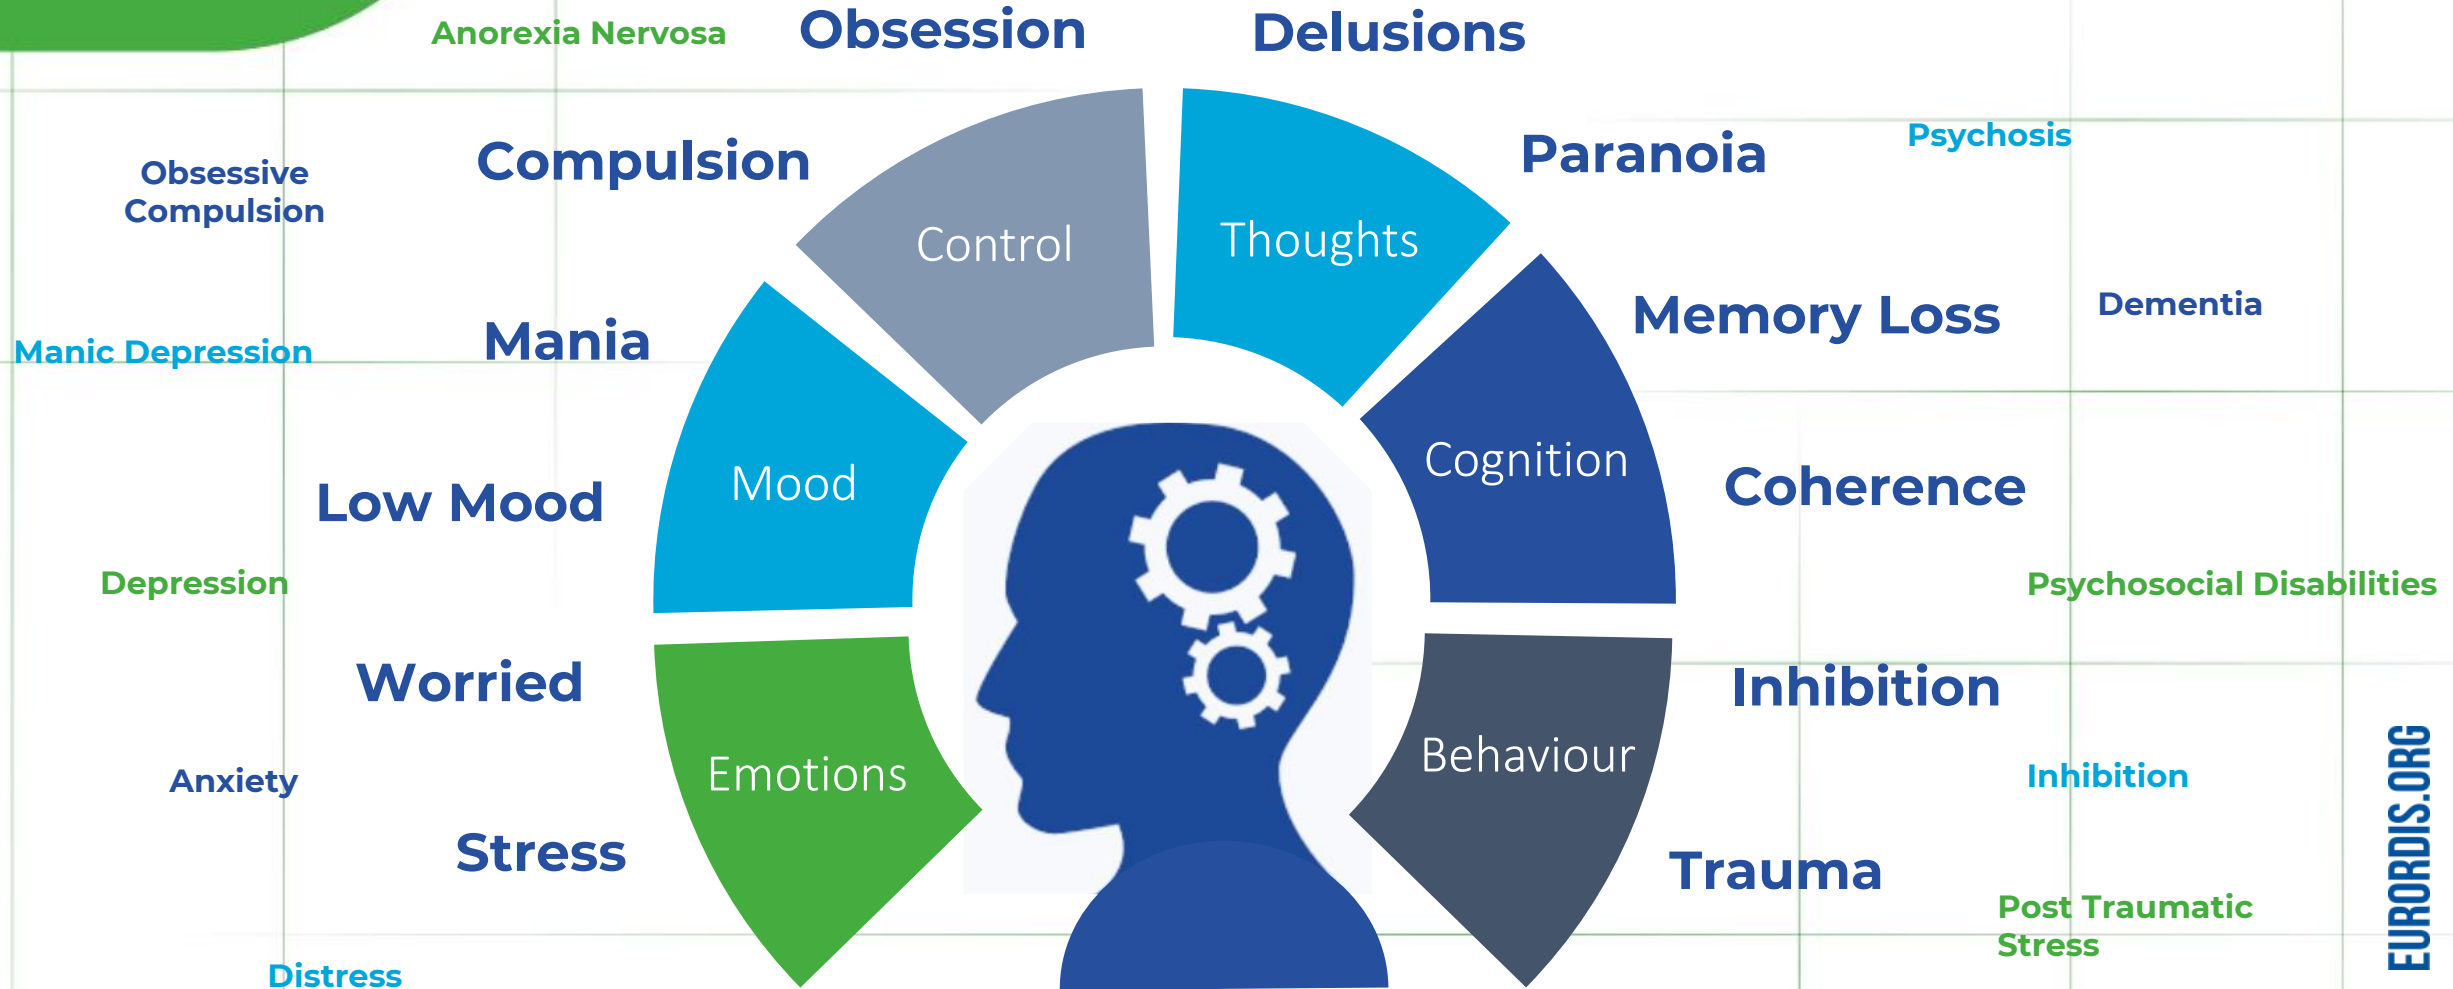 Anorexia Nervosa
Obsession
Delusions
Compulsion
Paranoia
Psychosis
Obsessive
Compulsion
Control
Thoughts
Mania
Memory Loss
Dementia
Manic Depression
Mood
Cognition
Low Mood
Coherence
Depression
Psychosocial Disabilities
Worried
Inhibition
Emotions
Behaviour
Anxiety
Inhibition
Stress
Trauma
Post Traumatic
Stress
Distress
EURORDIS.ORG